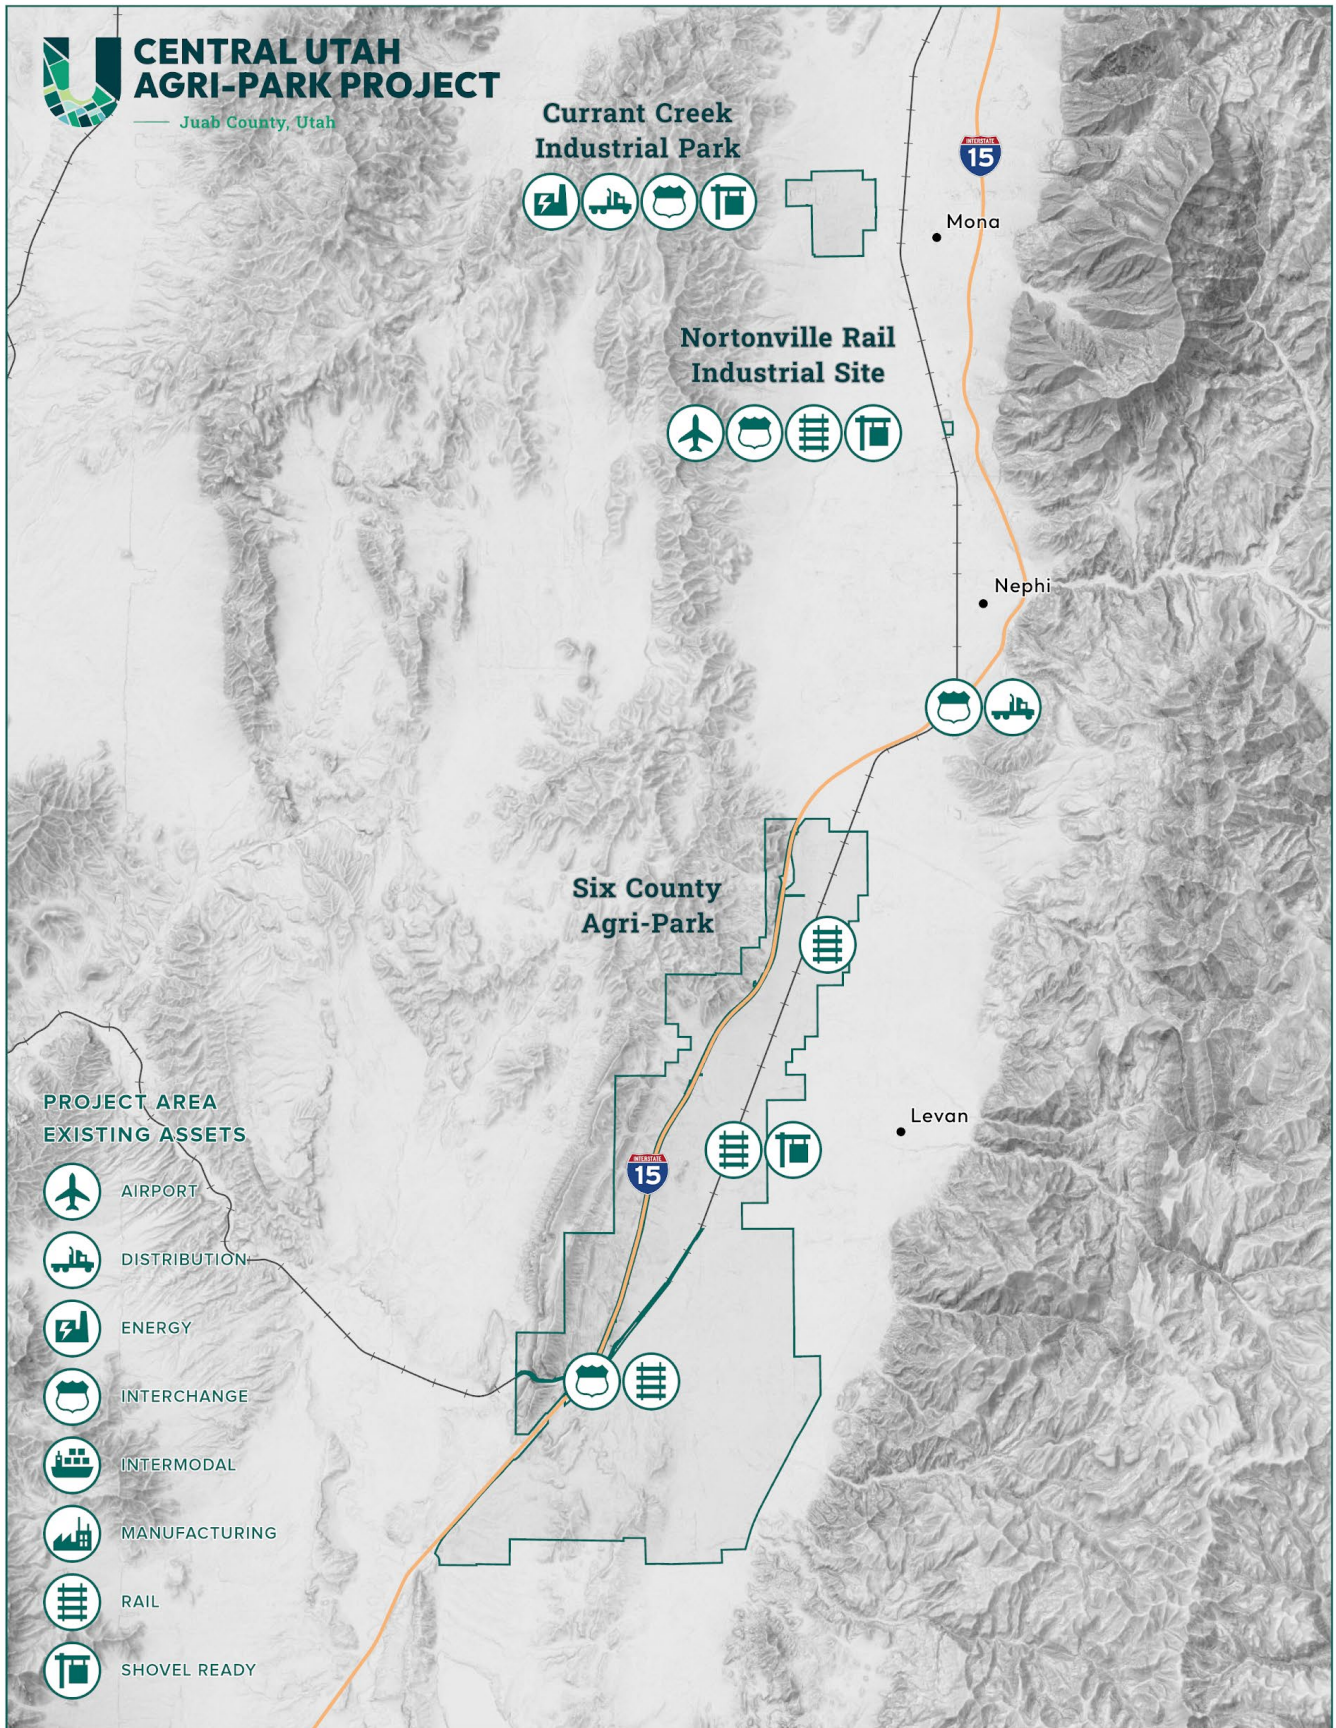 CENTRAL UTAH
AGRI-PARK PROJECT
Juab County, Utah
Currant Creek
Industrial Park
INTERSTATE
15
Mona
Nortonville Rail
Industrial Site
Nephi
Six County
Agri-Park
Levan
INTERSTATE
15
PROJECT AREA
EXISTING ASSETS
AIRPORT
DISTRIBUTION
ENERGY
INTERCHANGE
INTERMODAL
MANUFACTURING
RAIL
SHOVEL READY